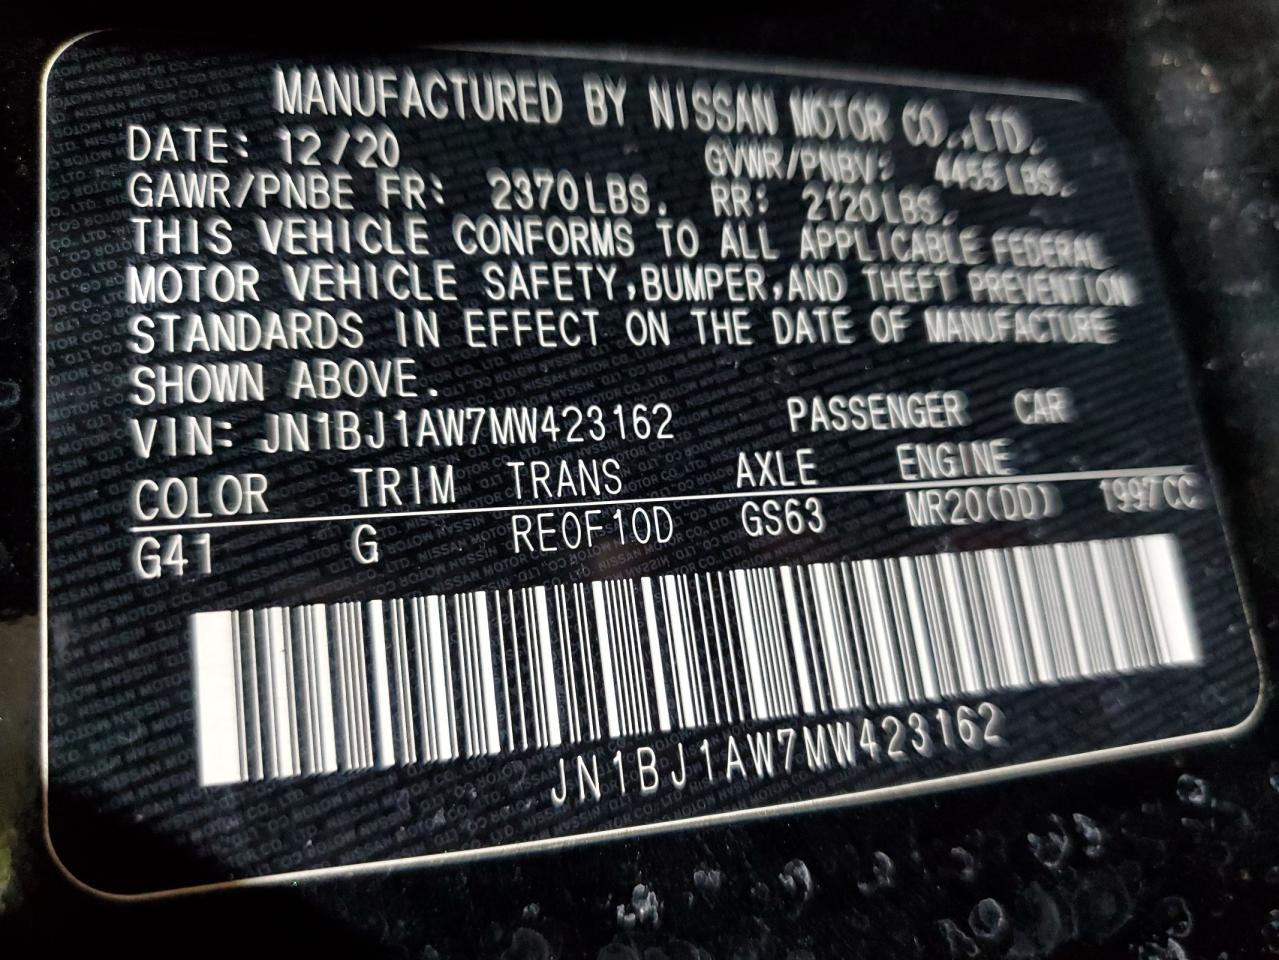 MANUFACTURED BY NISSAN MOTOR CO.,LTD.
DATE: 12/20 GVWR/PNBV: 4455LBS.
GAWR/PNBE FR: 2370LBS. RR: 2120LBS.
THIS VEHICLE CONFORMS TO ALL APPLICABLE FEDERAL
MOTOR VEHICLE SAFETY,BUMPER,AND THEFT PREVENTION
STANDARDS IN EFFECT ON THE DATE OF MANUFACTURE
SHOWN ABOVE.
VIN: JN1BJ1AW7MW423162 PASSENGER CAR
COLOR TRIM TRANS AXLE ENGINE
G41 G RE0F10D GS63 MR20(DD) 1997CC
JN1BJ1AW7MW423162